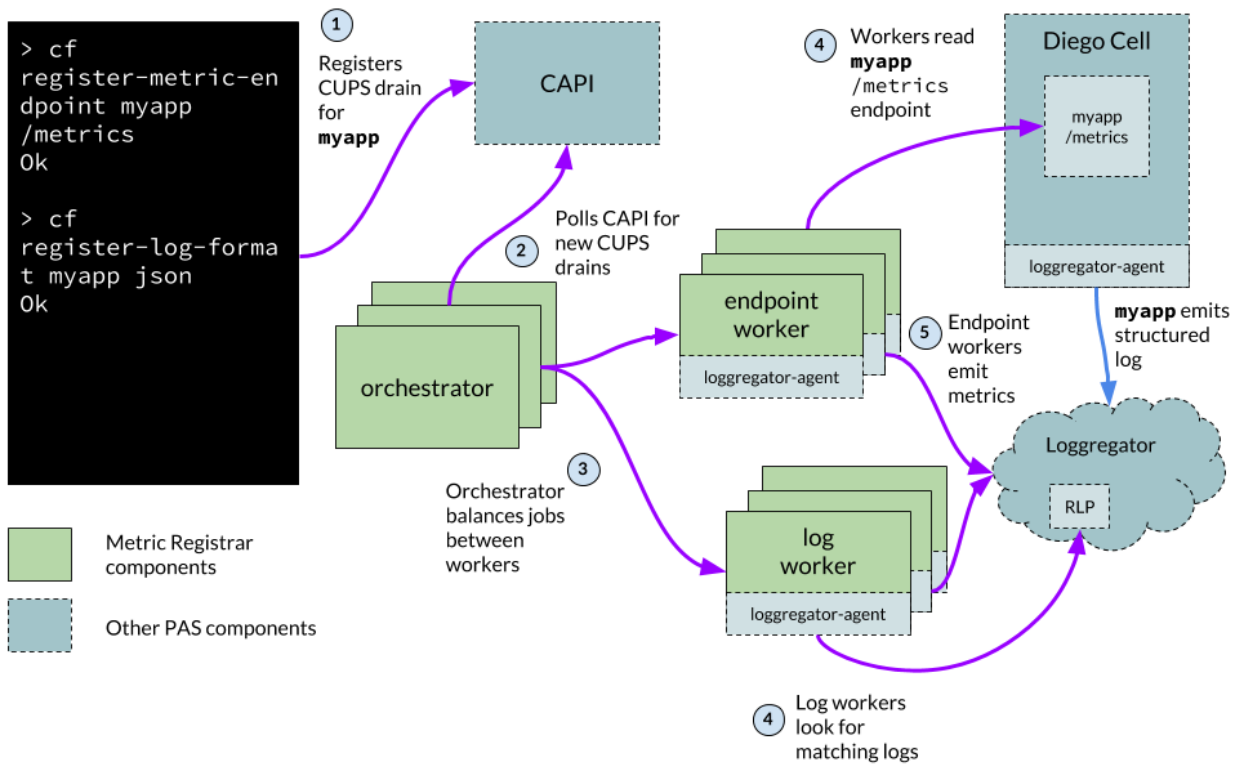 > cf
register-metric-en
dpoint myapp
/metrics
Ok
> cf
register-log-forma
t myapp json
Ok
1
Registers
CUPS drain
for
myapp
CAPI
4
Workers read
myapp
/metrics
endpoint
Diego Cell
myapp
/metrics
loggregator-agent
2
Polls CAPI for
new CUPS
drains
orchestrator
endpoint
worker
loggregator-agent
5
Endpoint
workers
emit
metrics
myapp emits
structured
log
3
Orchestrator
balances jobs
between
workers
log
worker
loggregator-agent
Loggregator
RLP
4
Log workers
look for
matching logs
Metric Registrar
components
Other PAS components